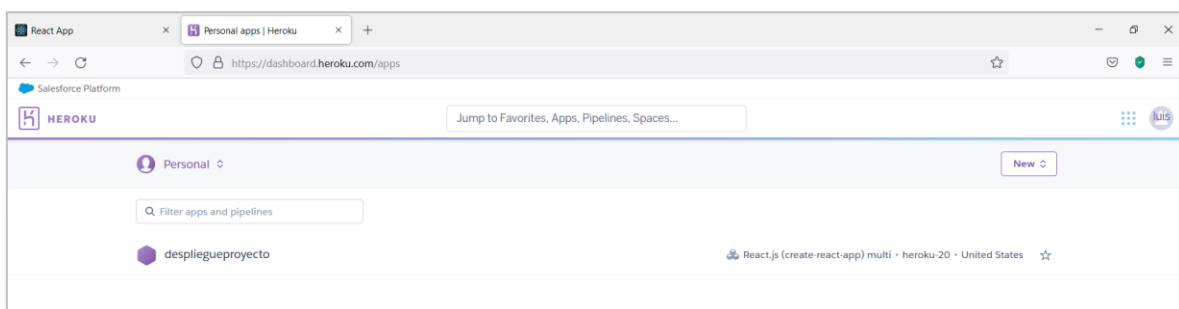 React App
Personal apps | Heroku
https://dashboard.heroku.com/apps
Salesforce Platform
HEROKU
Jump to Favorites, Apps, Pipelines, Spaces...
luis
Personal
New
Filter apps and pipelines
despliegueproyecto
React.js (create-react-app) multi · heroku-20 · United States